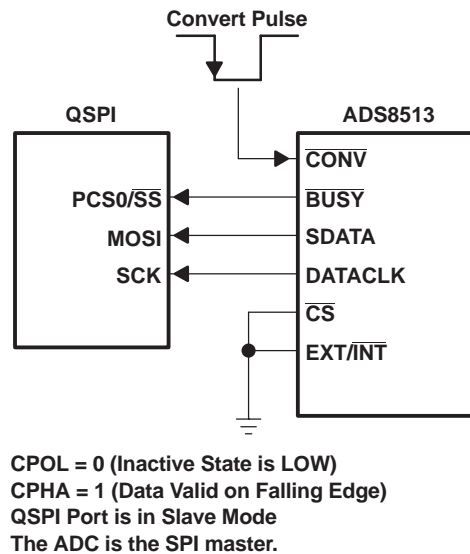 Convert Pulse
QSPI
ADS8513
CONV
PCS0/SS
BUSY
MOSI
SDATA
SCK
DATACLK
CS
EXT/INT
CPOL = 0 (Inactive State is LOW)
CPHA = 1 (Data Valid on Falling Edge)
QSPI Port is in Slave Mode
The ADC is the SPI master.